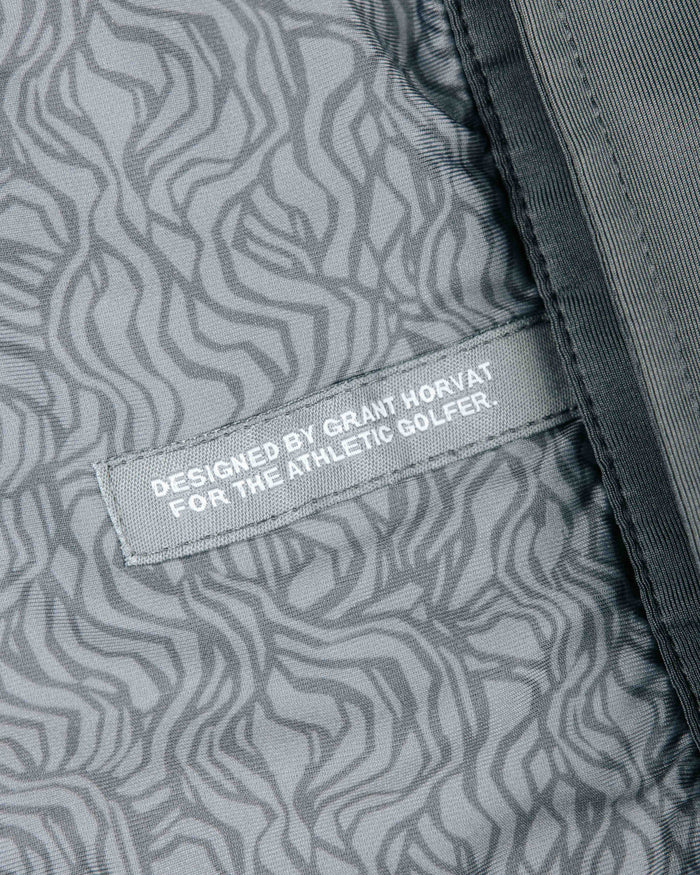 DESIGNED BY GRANT HORVAT
FOR THE ATHLETIC GOLFER.